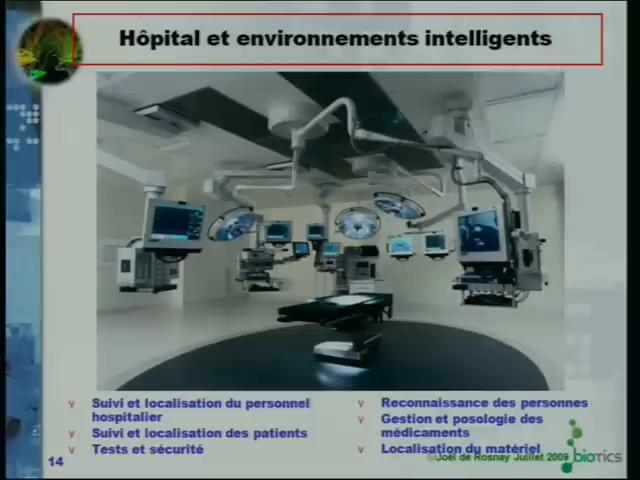 Hôpital et environnements intelligents
v Suivi et localisation du personnel
hospitalier
v Suivi et localisation des patients
v Tests et sécurité
v Reconnaissance des personnes
v Gestion et posologie des
médicaments
v Localisation du matériel
©Joël de Rosnay Juillet 2009
biOTICS
14